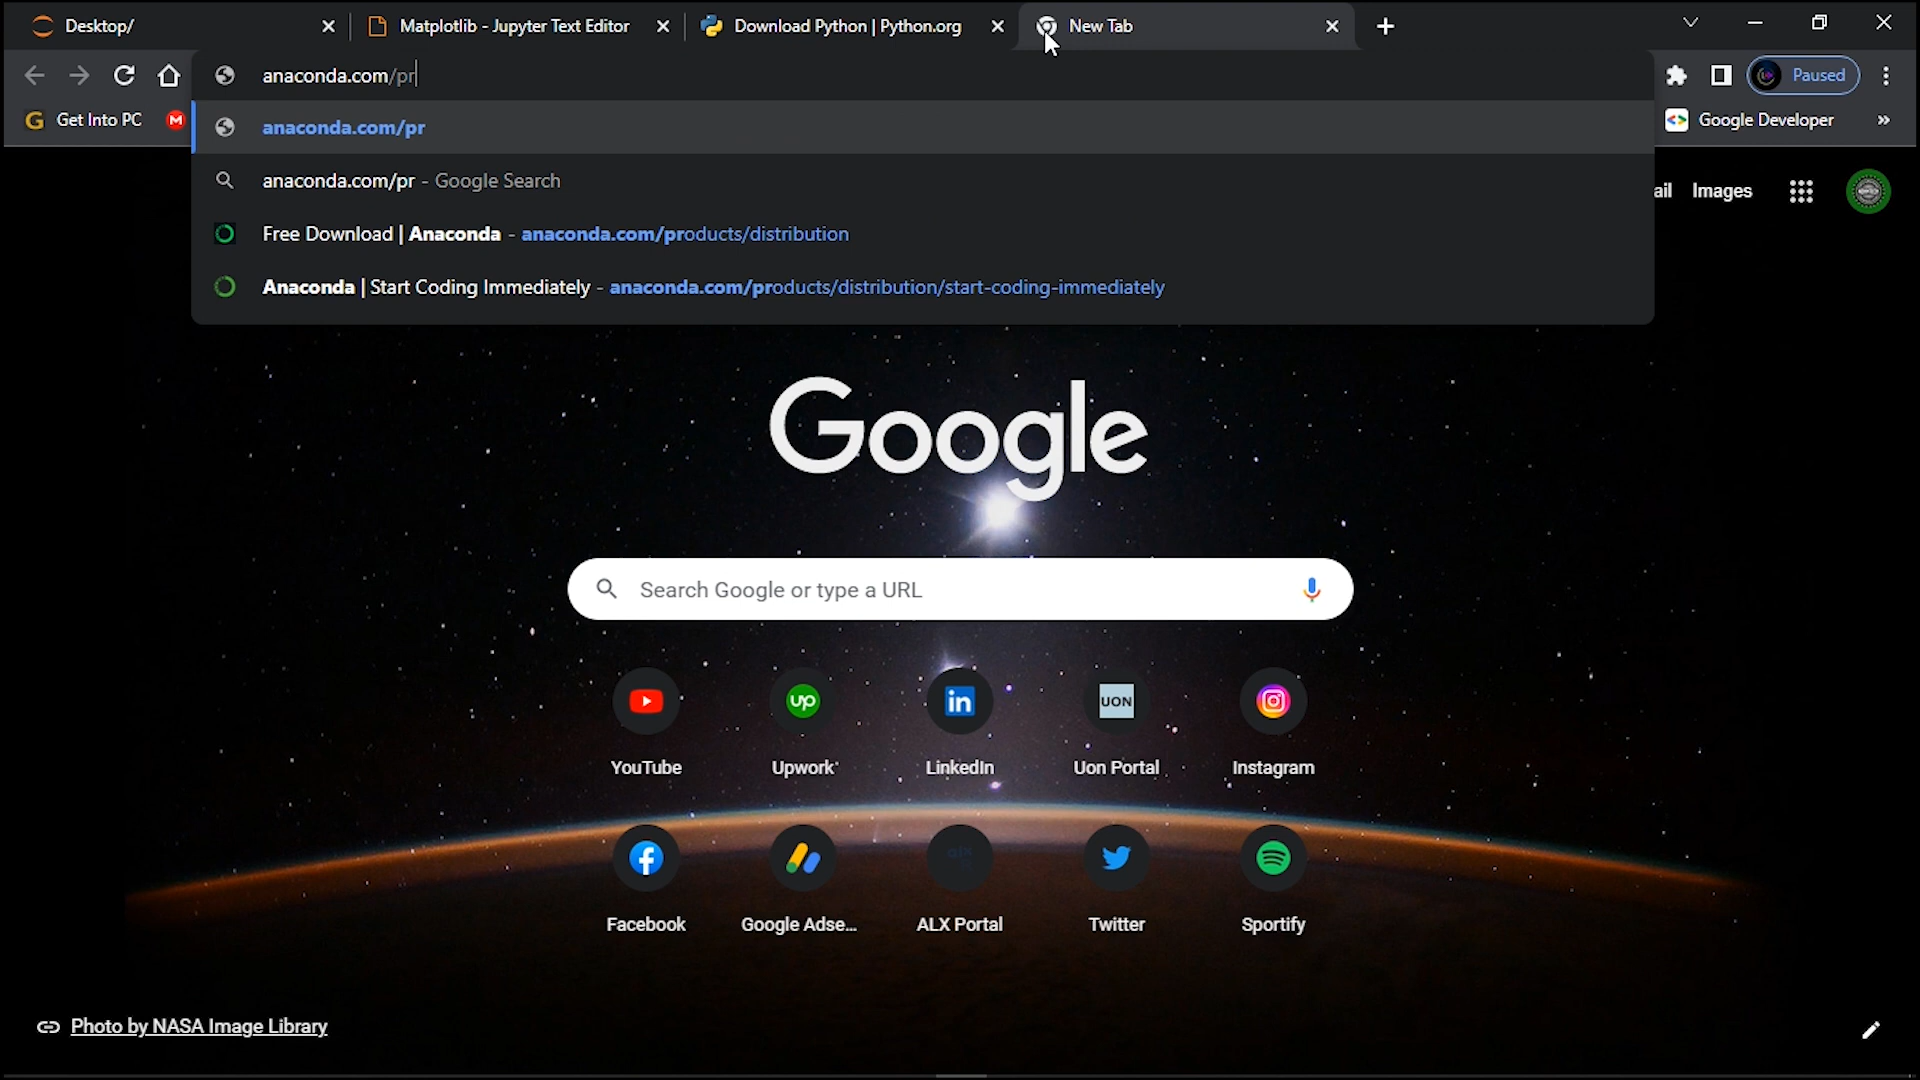 Desktop/
Matplotlib - Jupyter Text Editor
Download Python | Python.org
New Tab
anaconda.com/pr
Paused
Get Into PC
M
anaconda.com/pr
Google Developer
anaconda.com/pr - Google Search
ail
Images
Free Download | Anaconda - anaconda.com/products/distribution
Anaconda | Start Coding Immediately - anaconda.com/products/distribution/start-coding-immediately
Google
Search Google or type a URL
up
in
UON
YouTube
Upwork
LinkedIn
Uon Portal
Instagram
alx
Facebook
Google Adse...
ALX Portal
Twitter
Sportify
Photo by NASA Image Library